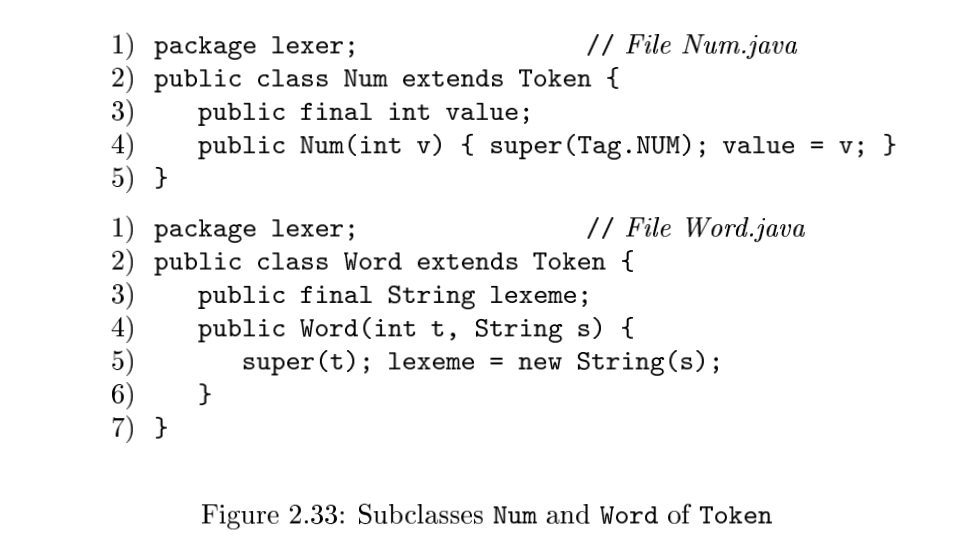 1) package lexer; // File Num.java
2) public class Num extends Token {
3) public final int value;
4) public Num(int v) { super(Tag.NUM); value = v; }
5) }
1) package lexer; // File Word.java
2) public class Word extends Token {
3) public final String lexeme;
4) public Word(int t, String s) {
5) super(t); lexeme = new String(s);
6) }
7) }
Figure 2.33: Subclasses Num and Word of Token